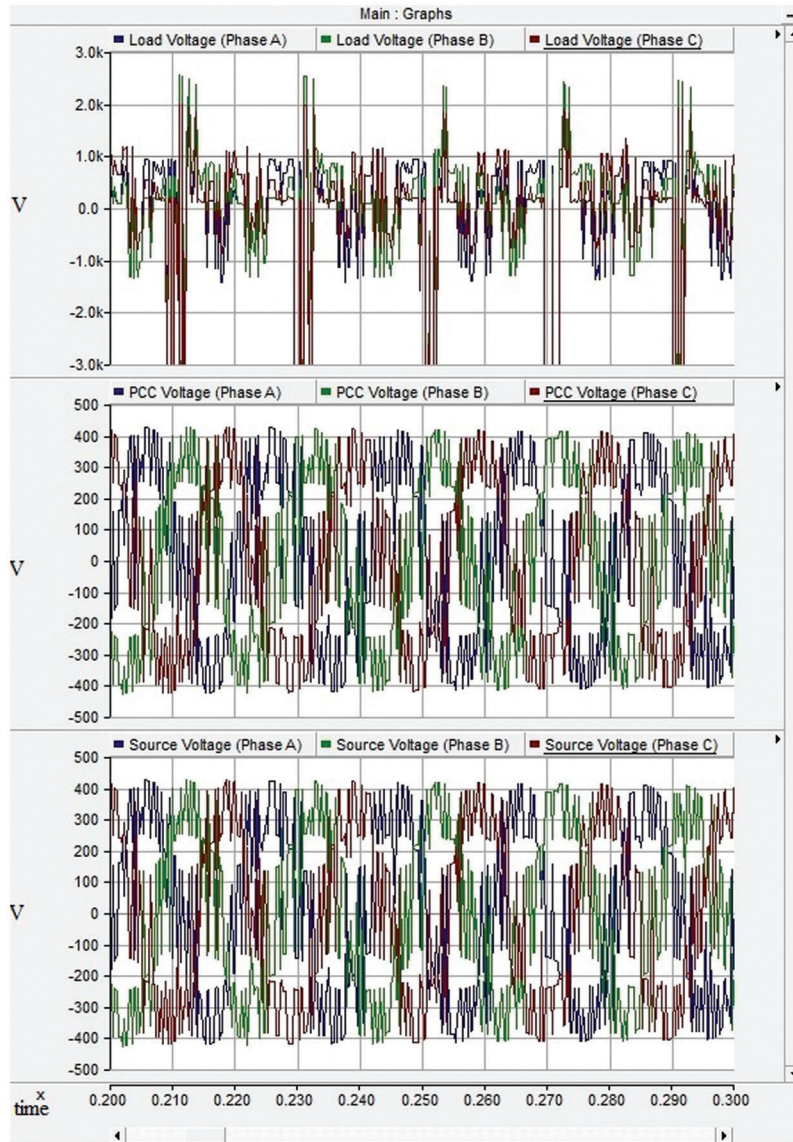 Main : Graphs
Load Voltage (Phase A) Load Voltage (Phase B) Load Voltage (Phase C)
3.0k
2.0k
1.0k
V
0.0
-1.0k
-2.0k
-3.0k
PCC Voltage (Phase A) PCC Voltage (Phase B) PCC Voltage (Phase C)
500
400
300
200
100
V
0
-100
-200
-300
-400
-500
Source Voltage (Phase A) Source Voltage (Phase B) Source Voltage (Phase C)
500
400
300
200
100
V
0
-100
-200
-300
-400
-500
x
time
0.200 0.210 0.220 0.230 0.240 0.250 0.260 0.270 0.280 0.290 0.300